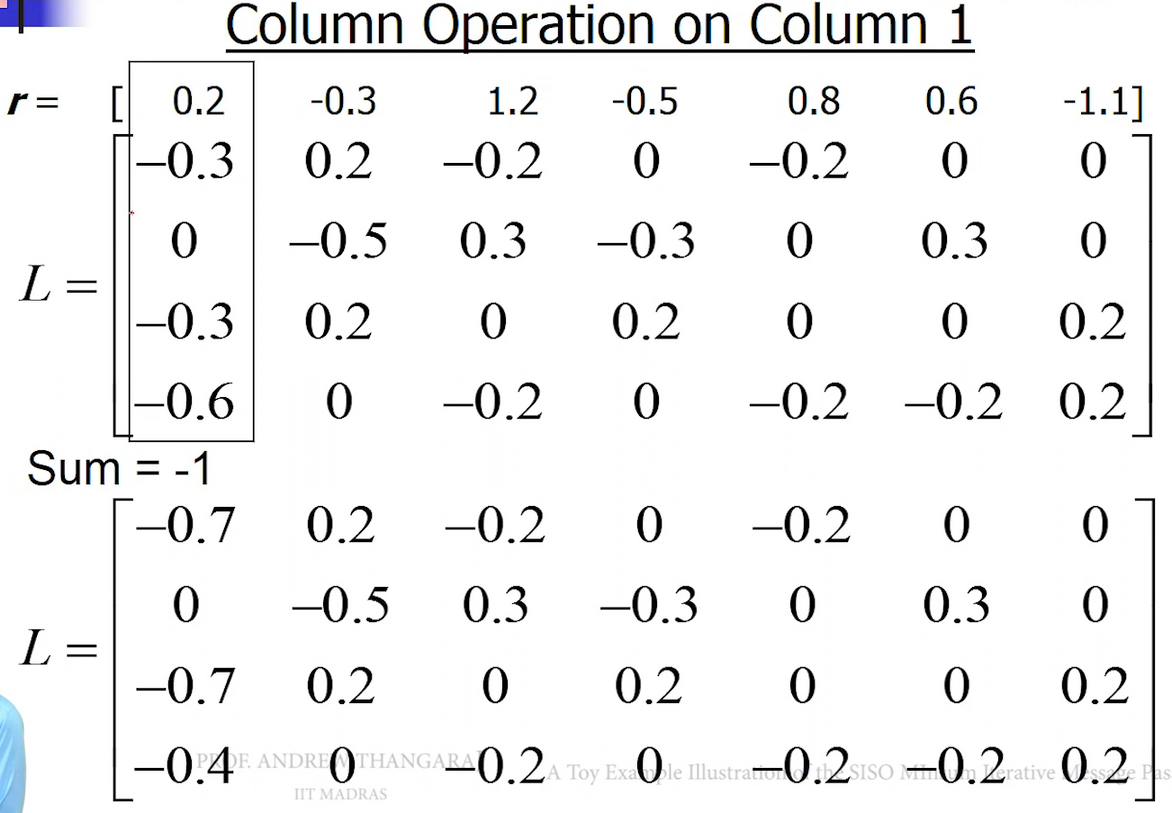 Column Operation on Column 1
r = [ 0.2 -0.3 1.2 -0.5 0.8 0.6 -1.1]
–0.3 0.2 –0.2 0 –0.2 0 0
0 –0.5 0.3 –0.3 0 0.3 0
L =
–0.3 0.2 0 0.2 0 0 0.2
–0.6 0 –0.2 0 –0.2 –0.2 0.2
Sum = -1
–0.7 0.2 –0.2 0 –0.2 0 0
0 –0.5 0.3 –0.3 0 0.3 0
L =
–0.7 0.2 0 0.2 0 0 0.2
–0.4 0 –0.2 0 –0.2 –0.2 0.2
PROF. ANDREW THANGARAJ A Toy Example Illustration of the SISO Minsum Iterative Message Pas
IIT MADRAS